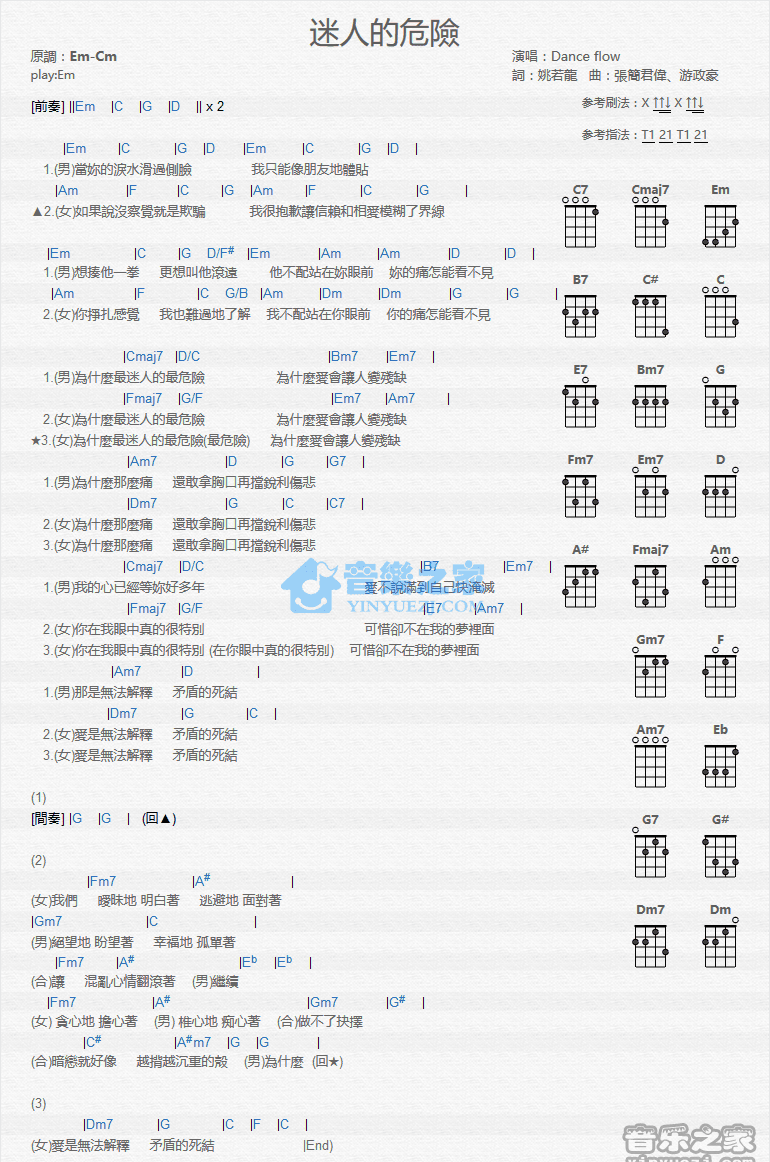 迷人的危險
原調：Em-Cm
play:Em
演唱：Dance flow
詞：姚若龍 曲：張簡君偉、游政豪
参考刷法：X ↑↑↓ X ↑↑↓
参考指法：T1 21 T1 21
[前奏] ||Em |C |G |D || x 2
|Em |C |G |D |Em |C |G |D |
1.(男)當妳的淚水滑過側臉 我只能像朋友地體貼
|Am |F |C |G |Am |F |C |G |
▲2.(女)如果說沒察覺就是欺騙 我很抱歉讓信賴和相愛模糊了界線
|Em |C |G D/F# |Em |Am |Am |D |D |
1.(男)想揍他一拳 更想叫他滾遠 他不配站在妳眼前 妳的痛怎能看不見
|Am |F |C G/B |Am |Dm |Dm |G |G |
2.(女)你掙扎感覺 我也難過地了解 我不配站在你眼前 你的痛怎能看不見
|Cmaj7 |D/C |Bm7 |Em7 |
1.(男)為什麼最迷人的最危險 為什麼愛會讓人變殘缺
|Fmaj7 |G/F |Em7 |Am7 |
2.(女)為什麼最迷人的最危險 為什麼愛會讓人變殘缺
★3.(女)為什麼最迷人的最危險(最危險) 為什麼愛會讓人變殘缺
|Am7 |D |G |G7 |
1.(男)為什麼那麼痛 還敢拿胸口再擋銳利傷悲
|Dm7 |G |C |C7 |
2.(女)為什麼那麼痛 還敢拿胸口再擋銳利傷悲
3.(女)為什麼那麼痛 還敢拿胸口再擋銳利傷悲
|Cmaj7 |D/C |B7 |Em7 |
1.(男)我的心已經等妳好多年 愛不說滿到自己快淹滅
|Fmaj7 |G/F |E7 |Am7 |
2.(女)你在我眼中真的很特別 可惜卻不在我的夢裡面
3.(女)你在我眼中真的很特別 (在你眼中真的很特別) 可惜卻不在我的夢裡面
|Am7 |D |
1.(男)那是無法解釋 矛盾的死結
|Dm7 |G |C |
2.(女)愛是無法解釋 矛盾的死結
3.(女)愛是無法解釋 矛盾的死結
(1)
[間奏] |G |G | (回▲)
(2)
|Fm7 |A# |
(女)我們 曖昧地 明白著 逃避地 面對著
|Gm7 |C |
(男)絕望地 盼望著 幸福地 孤單著
|Fm7 |A# |Eb |Eb |
(合)讓 混亂心情翻滾著 (男)繼續
|Fm7 |A# |Gm7 |G# |
(女) 貪心地 擔心著 (男) 椎心地 痴心著 (合)做不了抉擇
|C# |A#m7 |G |G |
(合)暗戀就好像 越揹越沉重的殼 (男)為什麼 (回★)
(3)
|Dm7 |G |C |F |C |
(女)愛是無法解釋 矛盾的死結 |End)
C7 Cmaj7 Em
B7 C# C
E7 Bm7 G
Fm7 Em7 D
A# Fmaj7 Am
Gm7 F
Am7 Eb
G7 G#
Dm7 Dm
音樂之家
YINYUEZJ.COM
音乐之家
yinyuezj.com